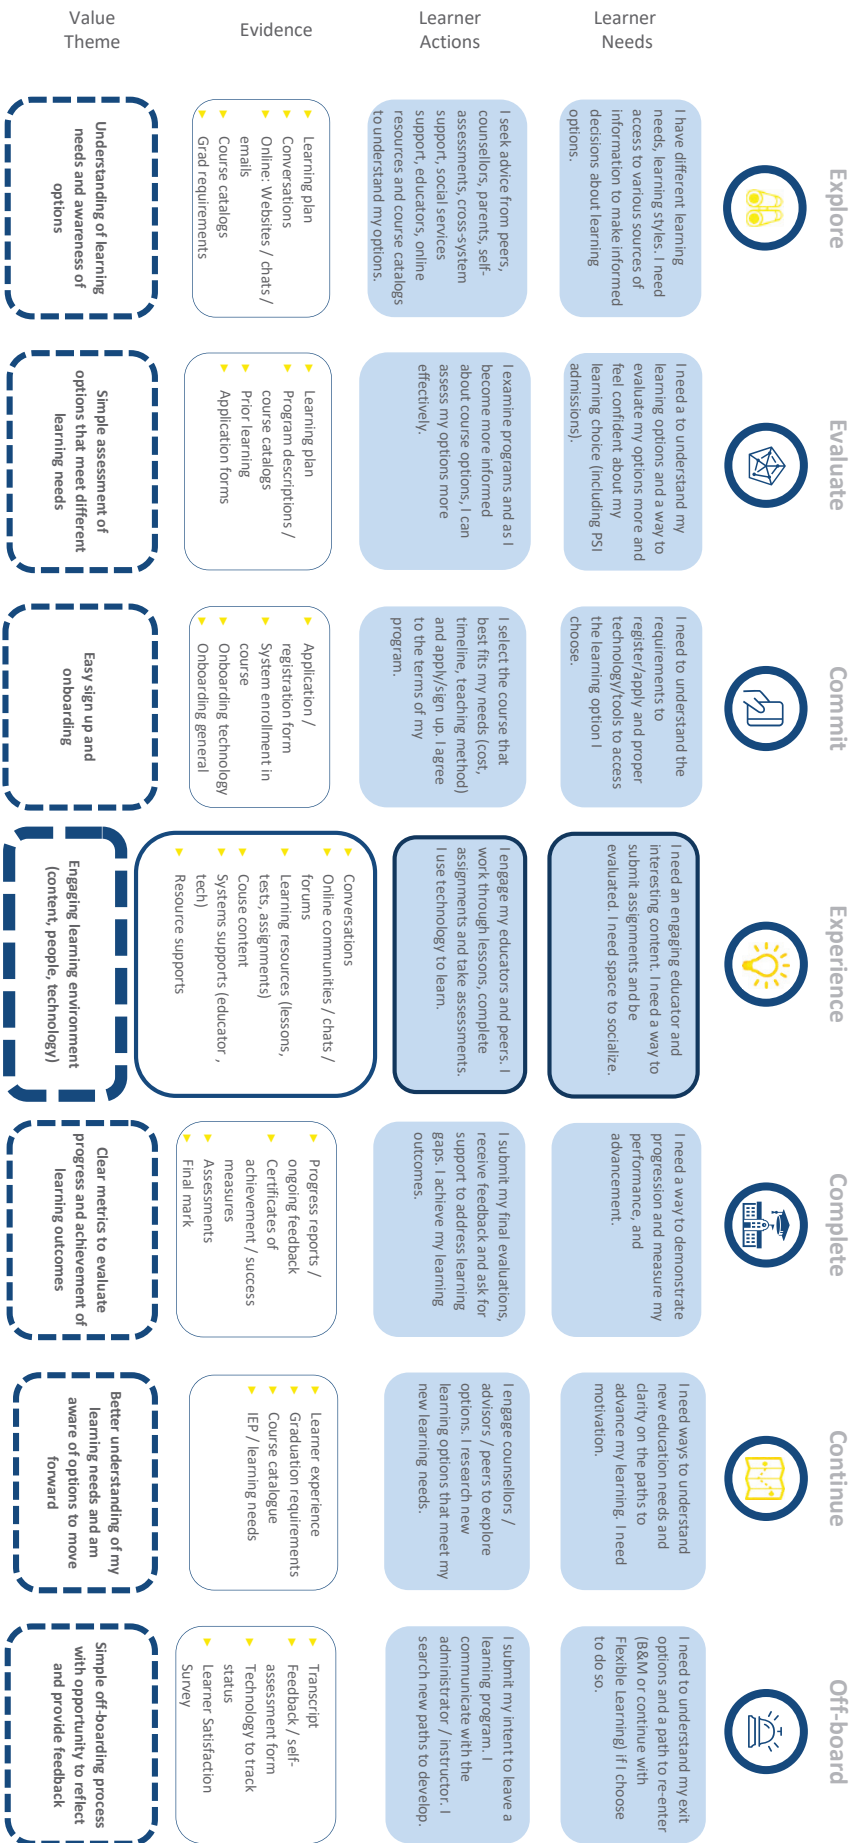 Explore
Evaluate
Commit
Experience
Complete
Continue
Off-board
Learner
Needs
I have different learning
needs, learning styles. I need
access to various sources of
information to make informed
decisions about learning
options.
I need a to understand my
learning options and a way to
evaluate my options more and
feel confident about my
learning choice (including PSI
admissions).
I need to understand the
requirements to
register/apply and proper
technology/tools to access
the learning option I
choose.
I need an engaging educator and
interesting content. I need a way to
submit assignments and be
evaluated. I need space to socialize.
I need a way to demonstrate
progression and measure my
performance, and
advancement.
I need ways to understand
new education needs and
clarity on the paths to
advance my learning. I need
motivation.
I need to understand my exit
options and a path to re-enter
(B&M or continue with
Flexible Learning) if I choose
to do so.
Learner
Actions
I seek advice from peers,
counsellors, parents, self-
assessments, cross-system
support, social services
support, educators, online
resources and course catalogs
to understand my options.
I examine programs and as I
become more informed
about course options, I can
assess my options more
effectively.
I select the course that
best fits my needs (cost,
timeline, teaching method)
and apply/sign up. I agree
to the terms of my
program.
I engage my educators and peers. I
work through lessons, complete
assignments and take assessments.
I use technology to learn.
I submit my final evaluations,
receive feedback and ask for
support to address learning
gaps. I achieve my learning
outcomes.
I engage counsellors /
advisors / peers to explore
options. I research new
learning options that meet my
new learning needs.
I submit my intent to leave a
learning program. I
communicate with the
administrator / instructor. I
search new paths to develop.
Evidence
Learning plan
Conversations
Online: Websites / chats /
emails
Course catalogs
Grad requirements
Learning plan
Program descriptions /
course catalogs
Prior learning
Application forms
Application /
registration form
System enrollment in
course
Onboarding technology
Onboarding general
Conversations
Online communities / chats /
forums
Learning resources (lessons,
tests, assignments)
Couse content
Systems supports (educator ,
tech)
Resource supports
Progress reports /
ongoing feedback
Certificates of
achievement / success
measures
Assessments
Final mark
Learner experience
Graduation requirements
Course catalogue
IEP / learning needs
Transcript
Feedback / self-
assessment form
Technology to track
status
Learner Satisfaction
Survey
Value
Theme
Understanding of learning
needs and awareness of
options
Simple assessment of
options that meet different
learning needs
Easy sign up and
onboarding
Engaging learning environment
(content, people, technology)
Clear metrics to evaluate
progress and achievement of
learning outcomes
Better understanding of my
learning needs and am
aware of options to move
forward
Simple off-boarding process
with opportunity to reflect
and provide feedback